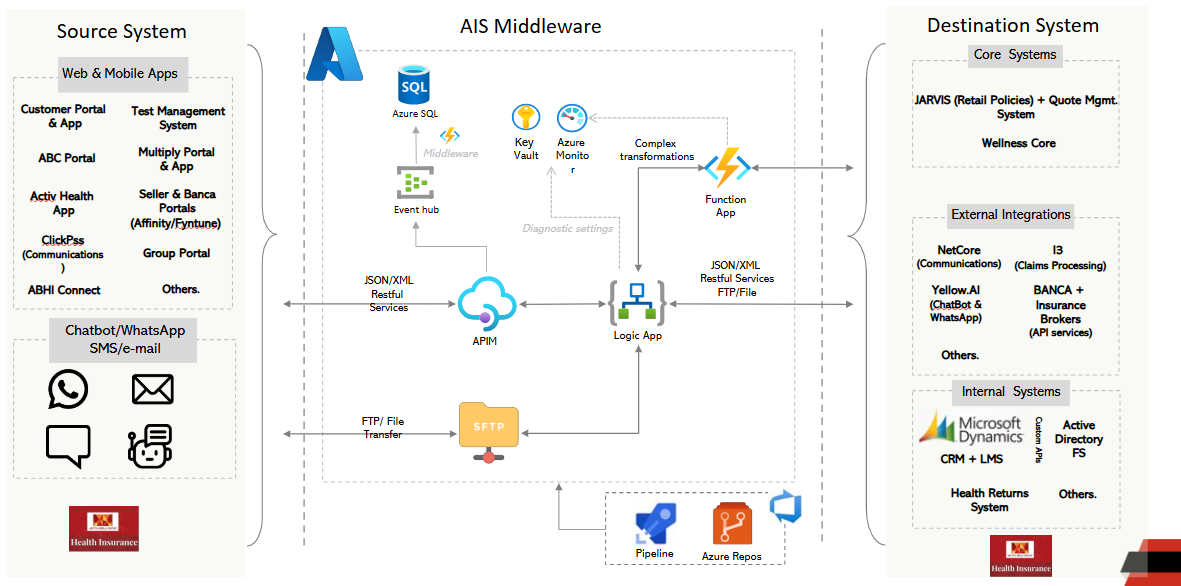 Source System
Web & Mobile Apps
Customer Portal
& App
Test Management
System
ABC Portal
Multiply Portal
& App
Activ Health
App
Seller & Banca
Portals
(Affinity/Fyntune)
ClickPss
(Communications
)
Group Portal
ABHI Connect
Others.
Chatbot/WhatsApp
SMS/e-mail
Health Insurance
AIS Middleware
SQL
Azure SQL
Middleware
Event hub
Key
Vault
Azure
Monito
r
Complex
transformations
Function
App
Diagnostic settings
JSON/XML
Restful
Services
APIM
Logic App
JSON/XML
Restful Services
FTP/File
FTP/ File
Transfer
SFTP
Pipeline
Azure Repos
Destination System
Core Systems
JARVIS (Retail Policies) + Quote Mgmt.
System
Wellness Core
External Integrations
NetCore
(Communications)
I3
(Claims Processing)
Yellow.AI
(ChatBot &
WhatsApp)
BANCA +
Insurance
Brokers
(API services)
Others.
Internal Systems
Microsoft
Dynamics
CRM + LMS
Custom APIs
Active
Directory
FS
Health Returns
System
Others.
Health Insurance